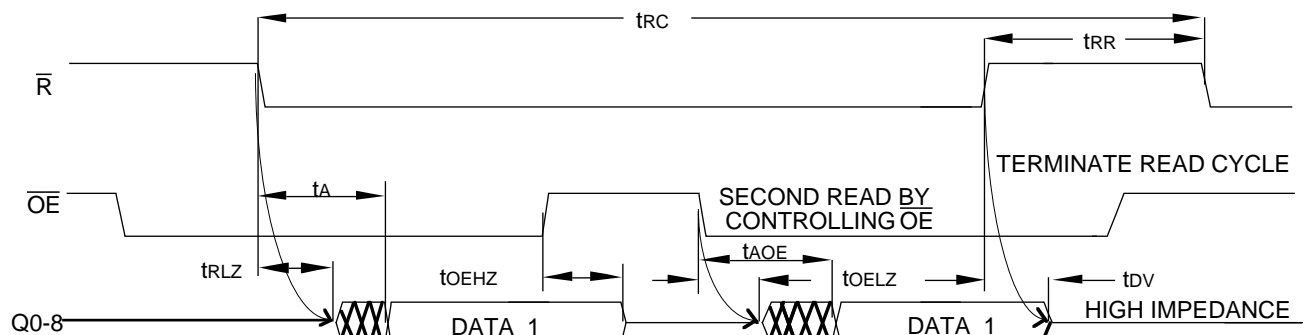 tRC
tRR
R
TERMINATE READ CYCLE
tA
OE
SECOND READ BY
CONTROLLING OE
tAOE
tRLZ
tOEHZ
tOELZ
tDV
Q0-8
DATA 1
DATA 1
HIGH IMPEDANCE